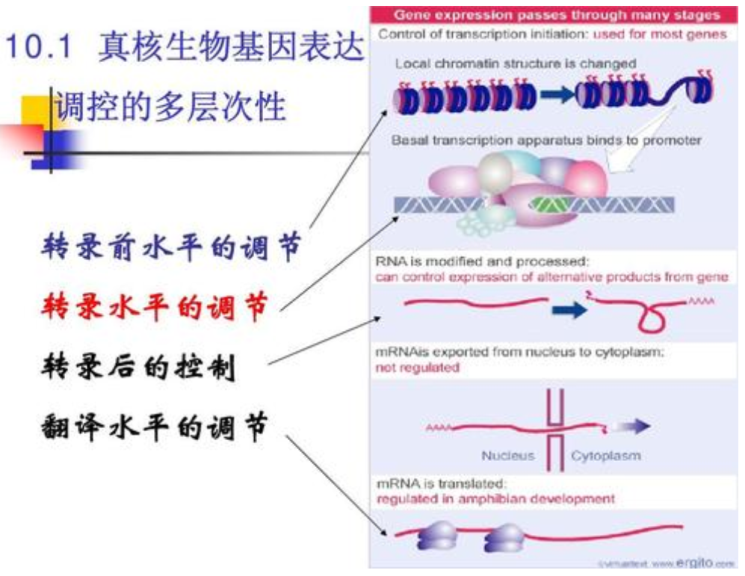 10.1 真核生物基因表达
调控的多层次性
转录前水平的调节
转录水平的调节
转录后的控制
翻译水平的调节
Gene expression passes through many stages
Control of transcription initiation: used for most genes
Local chromatin structure is changed
Basal transcription apparatus binds to promoter
RNA is modified and processed:
can control expression of alternative products from gene
AAAA
mRNAis exported from nucleus to cytoplasm:
not regulated
AAAA
Nucleus Cytoplasm
mRNA is translated:
regulated in amphibian development
©virtualtext www.ergito.com